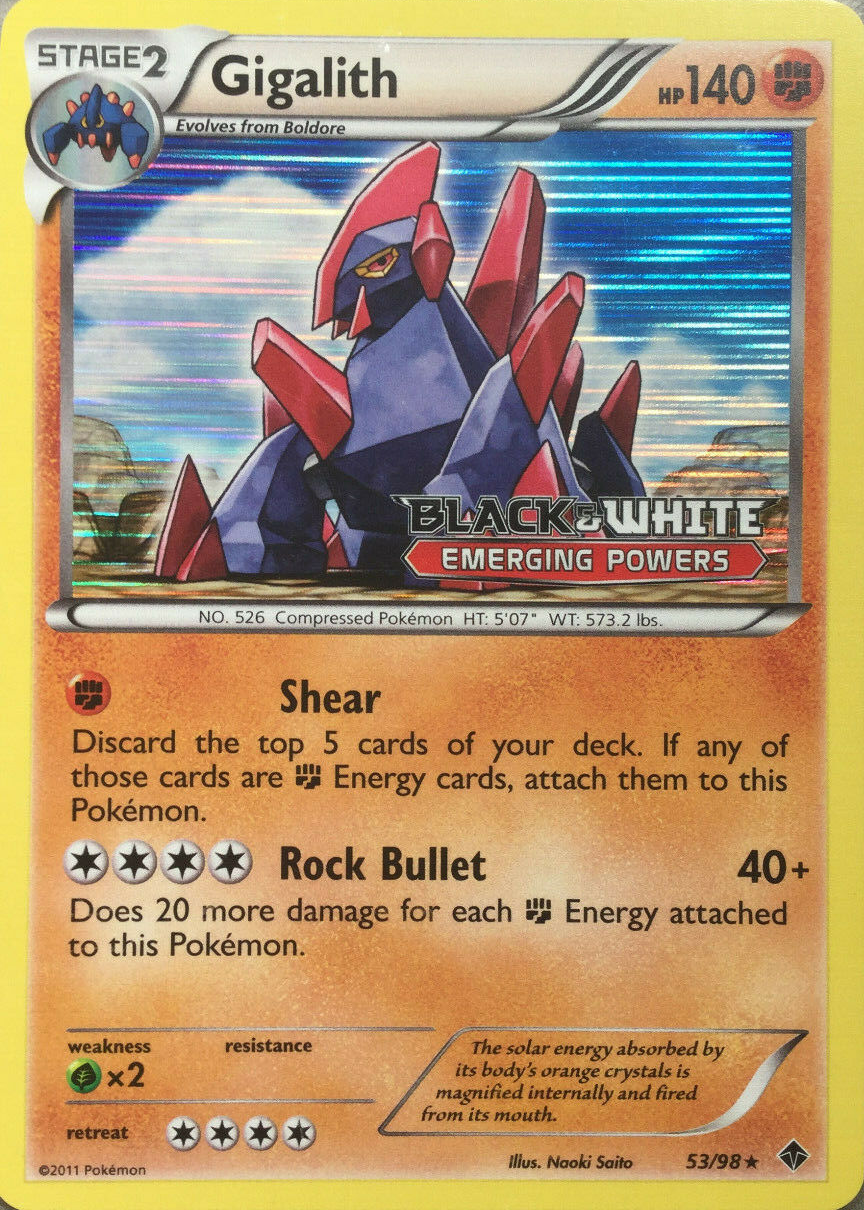 STAGE2
Gigalith
HP140
Evolves from Boldore
BLACK & WHITE
EMERGING POWERS
NO. 526 Compressed Pokémon HT: 5'07" WT: 573.2 lbs.
Shear
Discard the top 5 cards of your deck. If any of
those cards are Energy cards, attach them to this
Pokémon.
Rock Bullet 40+
Does 20 more damage for each Energy attached
to this Pokémon.
weakness resistance
×2
retreat
The solar energy absorbed by
its body's orange crystals is
magnified internally and fired
from its mouth.
©2011 Pokémon
Illus. Naoki Saito 53/98★